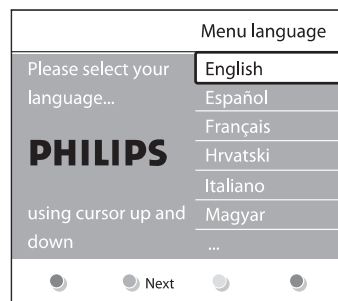 Menu language
Please select your
language...
PHILIPS
using cursor up and
down
English
Español
Français
Hrvatski
Italiano
Magyar
...
Next